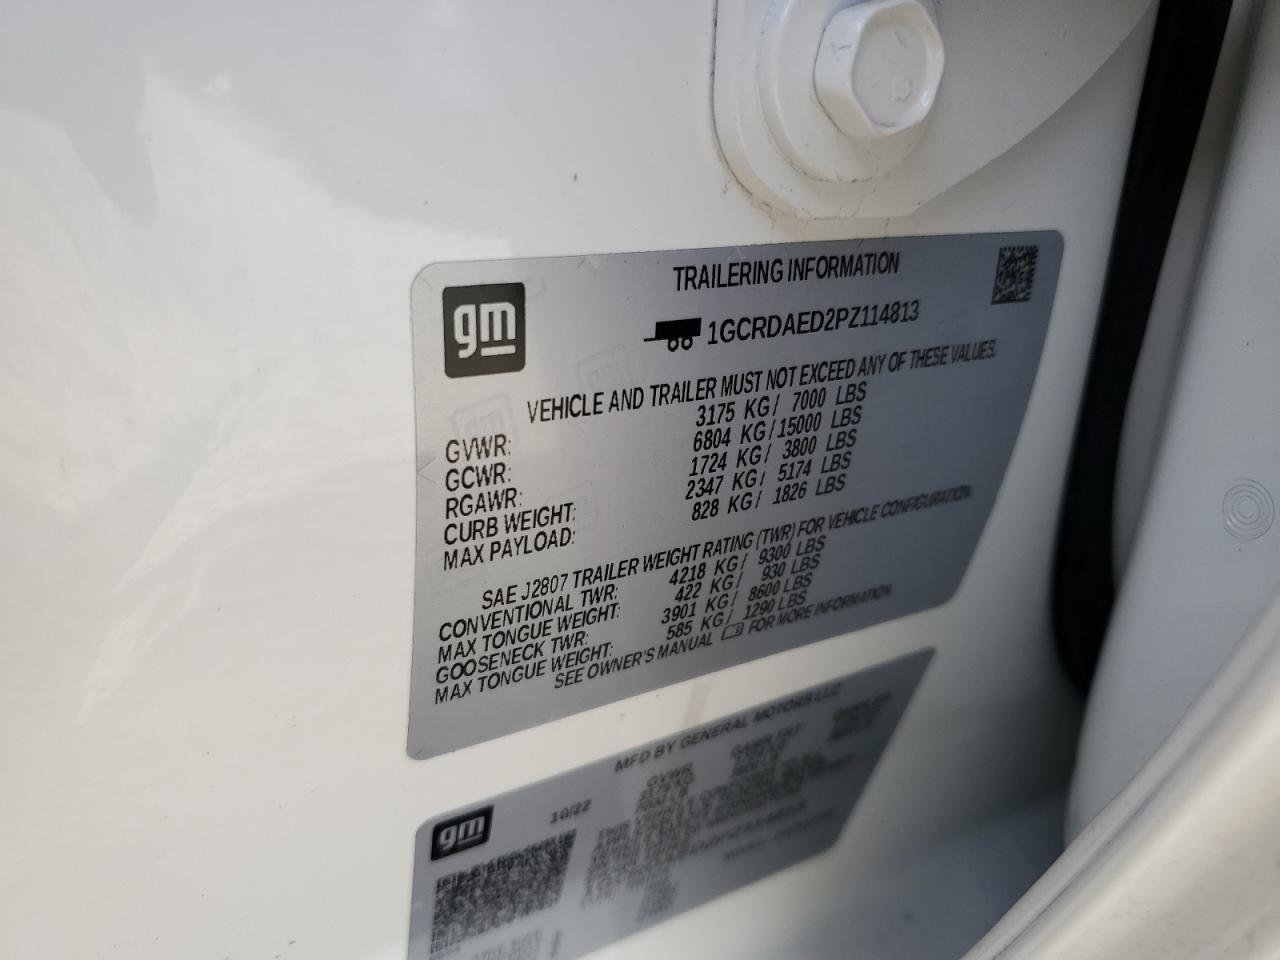 gm
TRAILERING INFORMATION
1GCRDAED2PZ114813
VEHICLE AND TRAILER MUST NOT EXCEED ANY OF THESE VALUES.
GVWR: 3175 KG/ 7000 LBS
GCWR: 6804 KG/15000 LBS
RGAWR: 1724 KG/ 3800 LBS
CURB WEIGHT: 2347 KG/ 5174 LBS
MAX PAYLOAD: 828 KG/ 1826 LBS
SAE J2807 TRAILER WEIGHT RATING (TWR) FOR VEHICLE CONFIGURATION.
CONVENTIONAL TWR: 4218 KG/ 9300 LBS
MAX TONGUE WEIGHT: 422 KG/ 930 LBS
GOOSENECK TWR: 3901 KG/ 8600 LBS
MAX TONGUE WEIGHT: 585 KG/ 1290 LBS
SEE OWNER'S MANUAL FOR MORE INFORMATION
gm
MFD BY GENERAL MOTORS LLC
10/22
GVWR
GAWR FRT